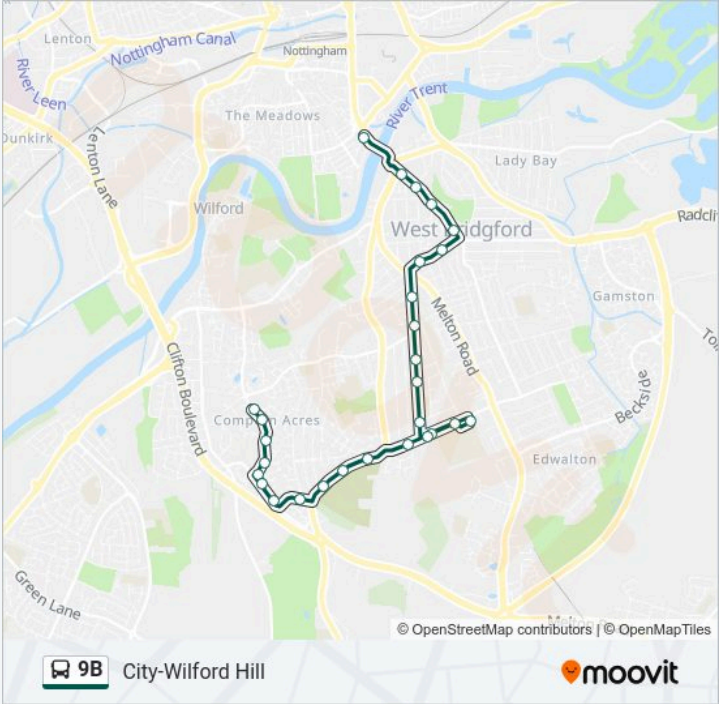 Lenton
Nottingham Canal
Nottingham
River Leen
The Meadows
River Trent
Dunkirk
Lenton Lane
Lady Bay
Wilford
West Bridgford
Radcli
Gamston
Melton Road
Clifton Boulevard
Compton Acres
Beckside
Edwalton
Green Lane
© OpenStreetMap contributors | © OpenMapTiles
9B City-Wilford Hill
moovit